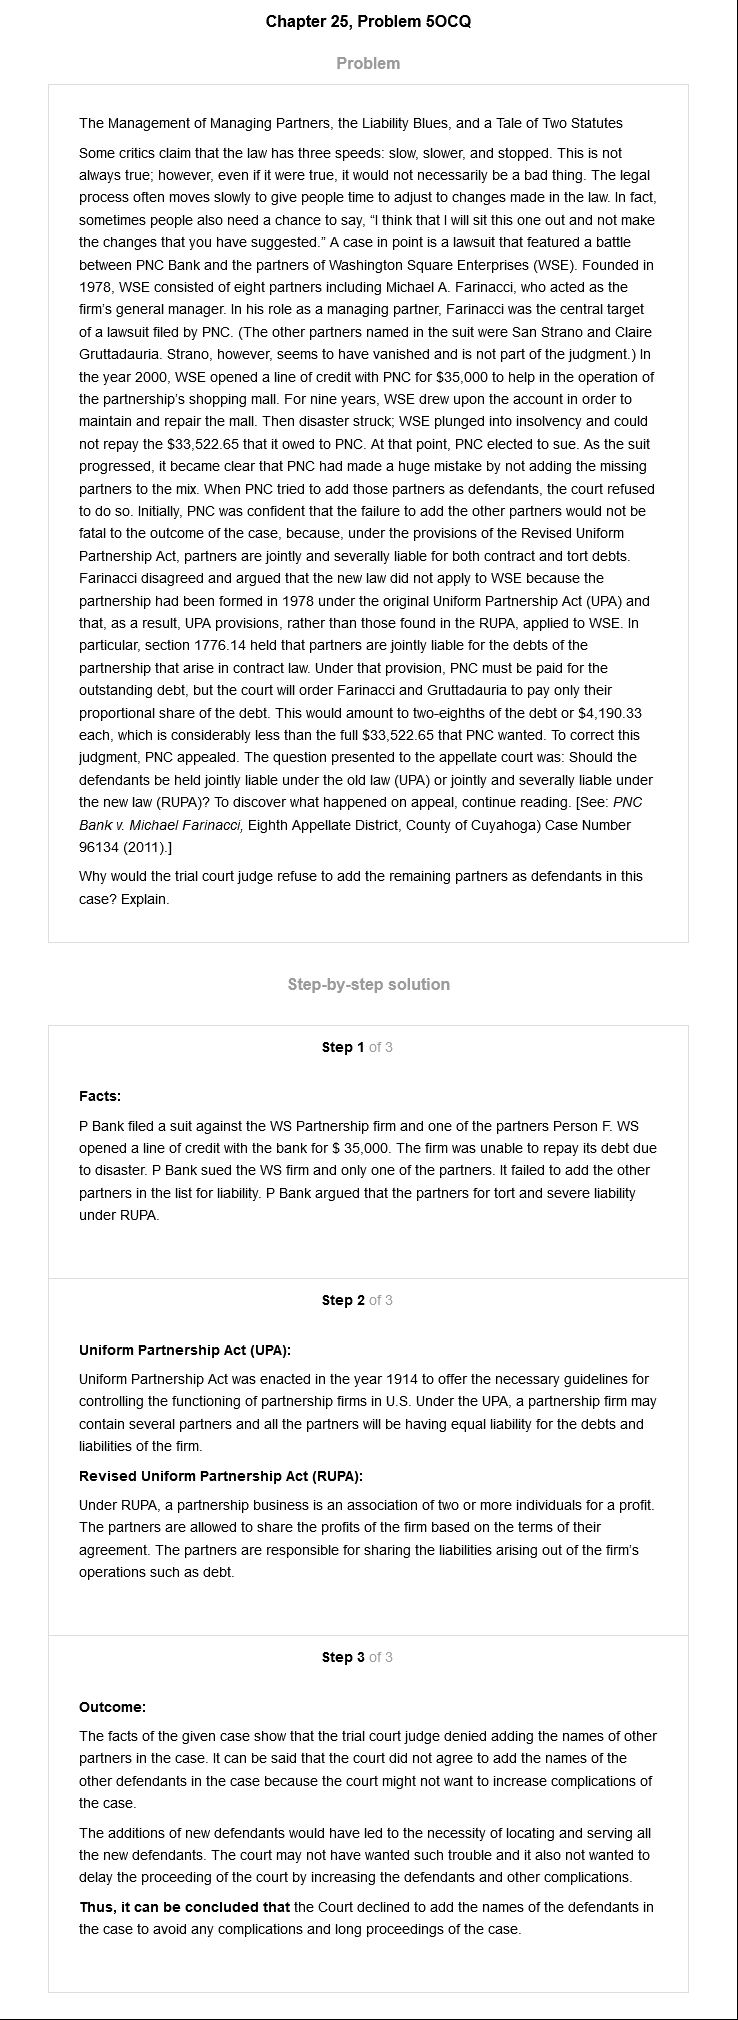 Chapter 25, Problem 5OCQ
Problem
The Management of Managing Partners, the Liability Blues, and a Tale of Two Statutes
Some critics claim that the law has three speeds: slow, slower, and stopped. This is not
always true; however, even if it were true, it would not necessarily be a bad thing. The legal
process often moves slowly to give people time to adjust to changes made in the law. In fact,
sometimes people also need a chance to say, “I think that I will sit this one out and not make
the changes that you have suggested.” A case in point is a lawsuit that featured a battle
between PNC Bank and the partners of Washington Square Enterprises (WSE). Founded in
1978, WSE consisted of eight partners including Michael A. Farinacci, who acted as the
firm’s general manager. In his role as a managing partner, Farinacci was the central target
of a lawsuit filed by PNC. (The other partners named in the suit were San Strano and Claire
Gruttadauria. Strano, however, seems to have vanished and is not part of the judgment.) In
the year 2000, WSE opened a line of credit with PNC for $35,000 to help in the operation of
the partnership’s shopping mall. For nine years, WSE drew upon the account in order to
maintain and repair the mall. Then disaster struck; WSE plunged into insolvency and could
not repay the $33,522.65 that it owed to PNC. At that point, PNC elected to sue. As the suit
progressed, it became clear that PNC had made a huge mistake by not adding the missing
partners to the mix. When PNC tried to add those partners as defendants, the court refused
to do so. Initially, PNC was confident that the failure to add the other partners would not be
fatal to the outcome of the case, because, under the provisions of the Revised Uniform
Partnership Act, partners are jointly and severally liable for both contract and tort debts.
Farinacci disagreed and argued that the new law did not apply to WSE because the
partnership had been formed in 1978 under the original Uniform Partnership Act (UPA) and
that, as a result, UPA provisions, rather than those found in the RUPA, applied to WSE. In
particular, section 1776.14 held that partners are jointly liable for the debts of the
partnership that arise in contract law. Under that provision, PNC must be paid for the
outstanding debt, but the court will order Farinacci and Gruttadauria to pay only their
proportional share of the debt. This would amount to two-eighths of the debt or $4,190.33
each, which is considerably less than the full $33,522.65 that PNC wanted. To correct this
judgment, PNC appealed. The question presented to the appellate court was: Should the
defendants be held jointly liable under the old law (UPA) or jointly and severally liable under
the new law (RUPA)? To discover what happened on appeal, continue reading. [See: PNC
Bank v. Michael Farinacci, Eighth Appellate District, County of Cuyahoga) Case Number
96134 (2011).]
Why would the trial court judge refuse to add the remaining partners as defendants in this
case? Explain.
Step-by-step solution
Step 1 of 3
Facts:
P Bank filed a suit against the WS Partnership firm and one of the partners Person F. WS
opened a line of credit with the bank for $ 35,000. The firm was unable to repay its debt due
to disaster. P Bank sued the WS firm and only one of the partners. It failed to add the other
partners in the list for liability. P Bank argued that the partners for tort and severe liability
under RUPA.
Step 2 of 3
Uniform Partnership Act (UPA):
Uniform Partnership Act was enacted in the year 1914 to offer the necessary guidelines for
controlling the functioning of partnership firms in U.S. Under the UPA, a partnership firm may
contain several partners and all the partners will be having equal liability for the debts and
liabilities of the firm.
Revised Uniform Partnership Act (RUPA):
Under RUPA, a partnership business is an association of two or more individuals for a profit.
The partners are allowed to share the profits of the firm based on the terms of their
agreement. The partners are responsible for sharing the liabilities arising out of the firm’s
operations such as debt.
Step 3 of 3
Outcome:
The facts of the given case show that the trial court judge denied adding the names of other
partners in the case. It can be said that the court did not agree to add the names of the
other defendants in the case because the court might not want to increase complications of
the case.
The additions of new defendants would have led to the necessity of locating and serving all
the new defendants. The court may not have wanted such trouble and it also not wanted to
delay the proceeding of the court by increasing the defendants and other complications.
Thus, it can be concluded that the Court declined to add the names of the defendants in
the case to avoid any complications and long proceedings of the case.